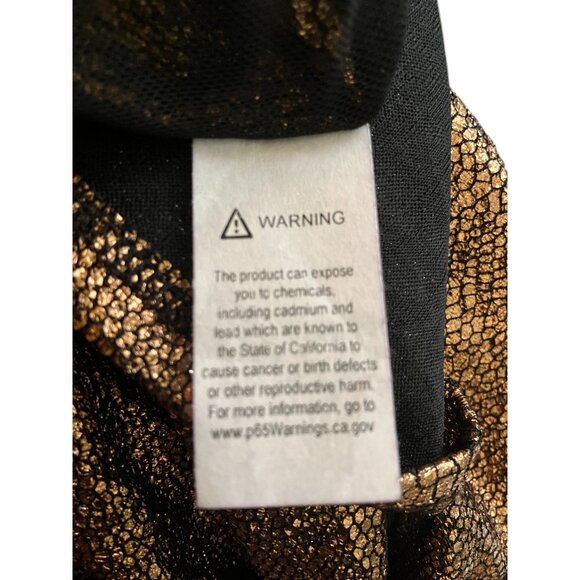 WARNING
The product can expose
you to chemicals,
including cadmium and
lead which are known to
the State of California to
cause cancer or birth defects
or other reproductive harm.
For more information, go to
www.p65Warnings.ca.gov